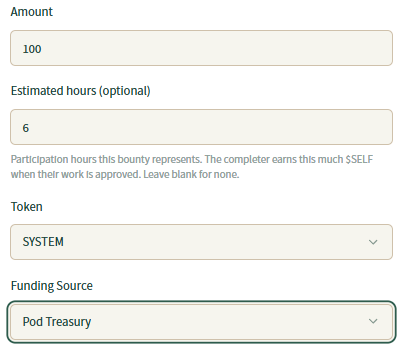 Amount
100
Estimated hours (optional)
6
Participation hours this bounty represents. The completer earns this much $SELF
when their work is approved. Leave blank for none.
Token
SYSTEM
Funding Source
Pod Treasury